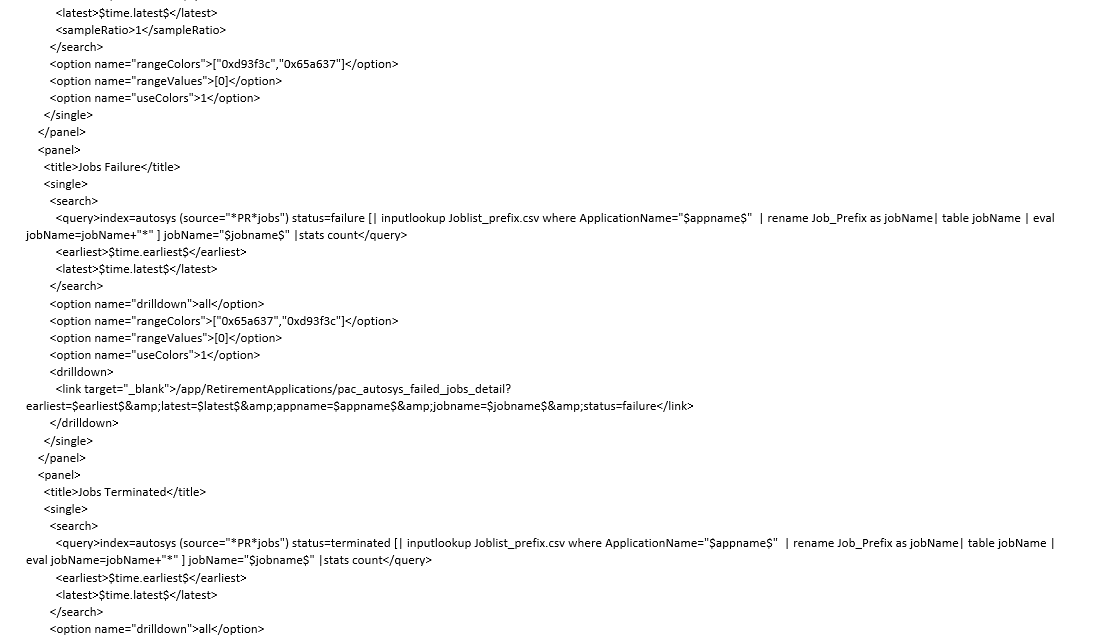 <latest>$time.latest$</latest>
<sampleRatio>1</sampleRatio>
</search>
<option name="rangeColors">["0xd93f3c","0x65a637"]</option>
<option name="rangeValues">[0]</option>
<option name="useColors">1</option>
</single>
</panel>
<panel>
<title>Jobs Failure</title>
<single>
<search>
<query>index=autosys (source="*PR*jobs") status=failure [| inputlookup Joblist_prefix.csv where ApplicationName="$appname$"  | rename Job_Prefix as jobName| table jobName | eval
jobName=jobName+"*" ] jobName="$jobname$" |stats count</query>
<earliest>$time.earliest$</earliest>
<latest>$time.latest$</latest>
</search>
<option name="drilldown">all</option>
<option name="rangeColors">["0x65a637","0xd93f3c"]</option>
<option name="rangeValues">[0]</option>
<option name="useColors">1</option>
<drilldown>
<link target="_blank">/app/RetirementApplications/pac_autosys_failed_jobs_detail?
earliest=$earliest$&amp;latest=$latest$&amp;appname=$appname$&amp;jobname=$jobname$&amp;status=failure</link>
</drilldown>
</single>
</panel>
<panel>
<title>Jobs Terminated</title>
<single>
<search>
<query>index=autosys (source="*PR*jobs") status=terminated [| inputlookup Joblist_prefix.csv where ApplicationName="$appname$"  | rename Job_Prefix as jobName| table jobName |
eval jobName=jobName+"*" ] jobName="$jobname$" |stats count</query>
<earliest>$time.earliest$</earliest>
<latest>$time.latest$</latest>
</search>
<option name="drilldown">all</option>